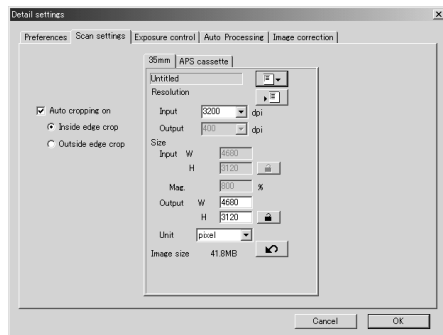 Detail settings
Preferences Scan settings Exposure control Auto Processing Image correction
35mm APS cassette
Untitled
Resolution
Auto cropping on Input 3200 dpi
Inside edge crop Output 400 dpi
Outside edge crop
Size
Input W 4680
H 3120
Mag. 800 %
Output W 4680
H 3120
Unit pixel
Image size 41.8MB
Cancel OK